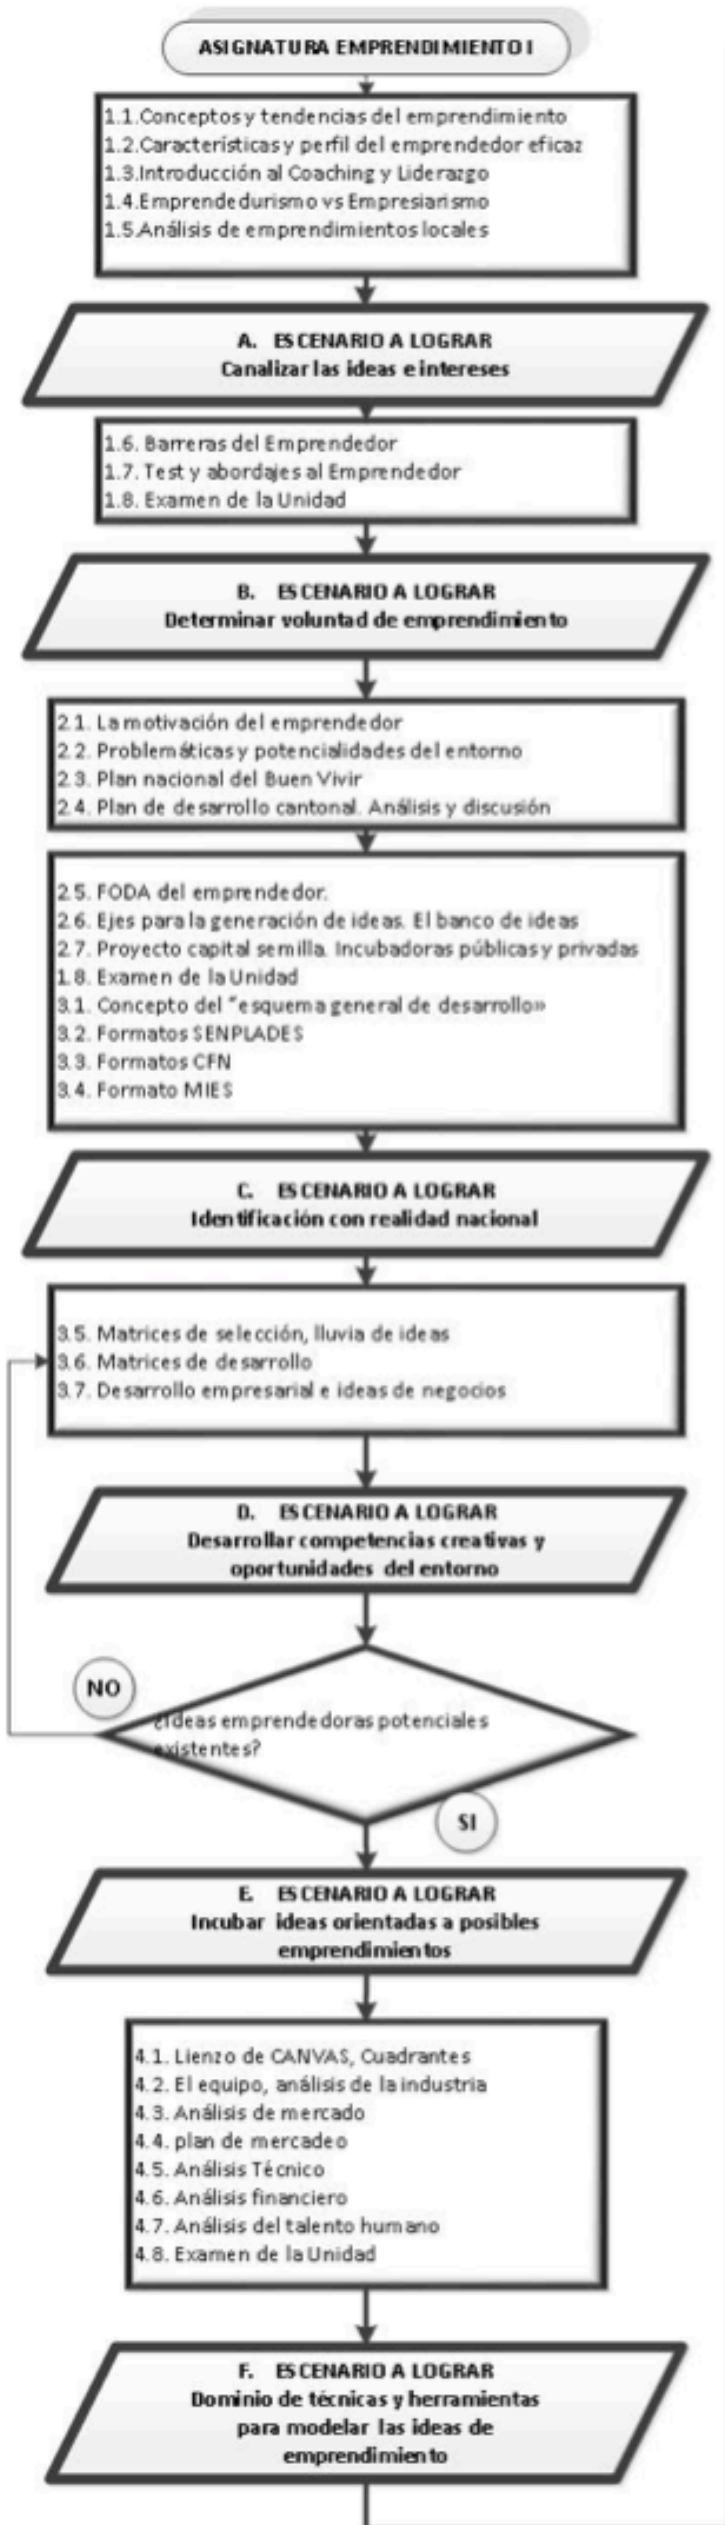 ASIGNATURA EMPRENDIMIENTO I
1.1.Conceptos y tendencias del emprendimiento
1.2.Características y perfil del emprendedor eficaz
1.3.Introducción al Coaching y Liderazgo
1.4.Emprendedurismo vs Empresiarismo
1.5.Análisis de emprendimientos locales
A. ESCENARIO A LOGRAR
Canalizar las ideas e intereses
1.6. Barreras del Emprendedor
1.7. Test y abordajes al Emprendedor
1.8. Examen de la Unidad
B. ESCENARIO A LOGRAR
Determinar voluntad de emprendimiento
2.1. La motivación del emprendedor
2.2. Problemáticas y potencialidades del entorno
2.3. Plan nacional del Buen Vivir
2.4. Plan de desarrollo cantonal. Análisis y discusión
2.5. FODA del emprendedor.
2.6. Ejes para la generación de ideas. El banco de ideas
2.7. Proyecto capital semilla. Incubadoras públicas y privadas
1.8. Examen de la Unidad
3.1. Concepto del "esquema general de desarrollo»
3.2. Formatos SENPLADES
3.3. Formatos CFN
3.4. Formato MIES
C. ESCENARIO A LOGRAR
Identificación con realidad nacional
3.5. Matrices de selección, lluvia de ideas
3.6. Matrices de desarrollo
3.7. Desarrollo empresarial e ideas de negocios
D. ESCENARIO A LOGRAR
Desarrollar competencias creativas y
oportunidades del entorno
NO
¿Ideas emprendedoras potenciales
existentes?
SI
E. ESCENARIO A LOGRAR
Incubar ideas orientadas a posibles
emprendimientos
4.1. Lienzo de CANVAS, Cuadrantes
4.2. El equipo, análisis de la industria
4.3. Análisis de mercado
4.4. plan de mercadeo
4.5. Análisis Técnico
4.6. Análisis financiero
4.7. Análisis del talento humano
4.8. Examen de la Unidad
F. ESCENARIO A LOGRAR
Dominio de técnicas y herramientas
para modelar las ideas de
emprendimiento